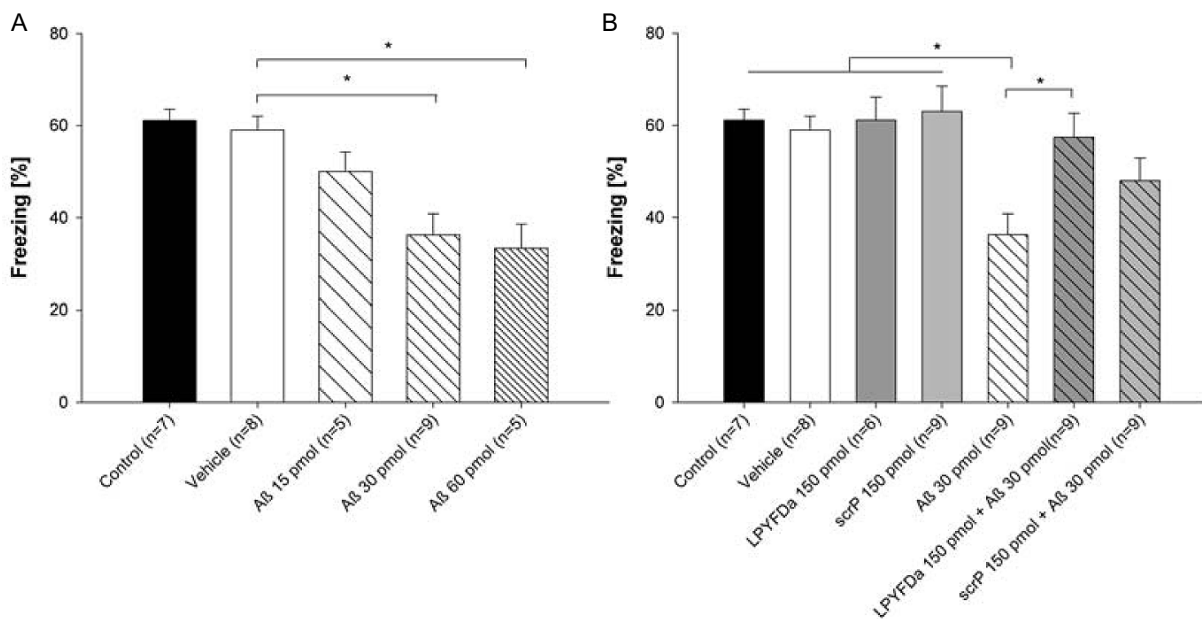 A
80
60
40
20
0
Freezing [%]
*
*
Control (n=7)
Vehicle (n=8)
Aß 15 pmol (n=5)
Aß 30 pmol (n=9)
Aß 60 pmol (n=5)
B
80
60
40
20
0
Freezing [%]
*
*
Control (n=7)
Vehicle (n=8)
LPYFDa 150 pmol (n=6)
scrP 150 pmol (n=9)
Aß 30 pmol (n=9)
LPYFDa 150 pmol + Aß 30 pmol(n=9)
scrP 150 pmol + Aß 30 pmol (n=9)